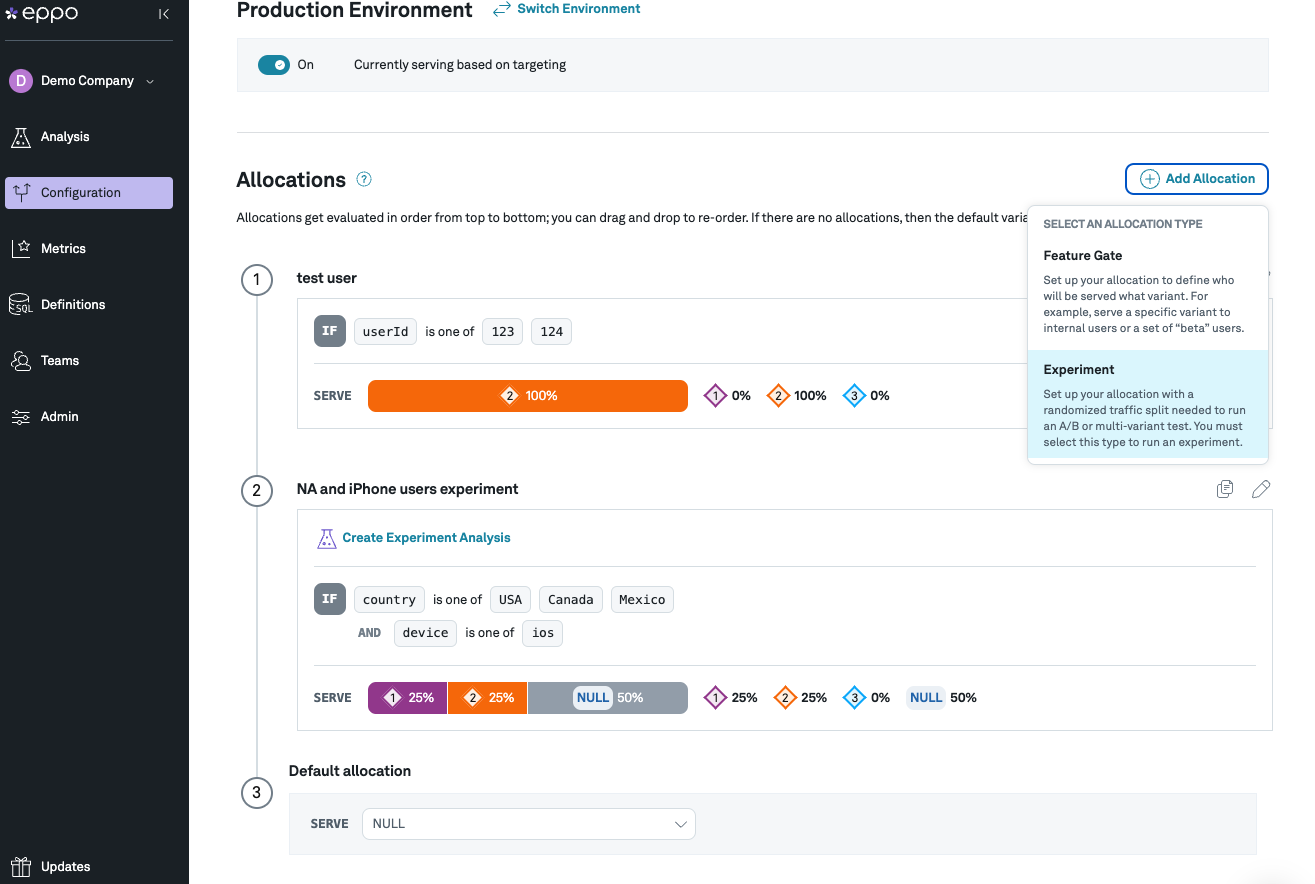 eppo
Production Environment
Switch Environment
On
Currently serving based on targeting
D
Demo Company
Analysis
Configuration
Metrics
Definitions
SQL
Teams
Admin
Updates
Allocations ?
Add Allocation
Allocations get evaluated in order from top to bottom; you can drag and drop to re-order. If there are no allocations, then the default
SELECT AN ALLOCATION TYPE
Feature Gate
Set up your allocation to define who
will be served what variant. For
example, serve a specific variant to
internal users or a set of “beta” users.
Experiment
Set up your allocation with a
randomized traffic split needed to run
an A/B or multi-variant test. You must
select this type to run an experiment.
1
test user
IF userId is one of 123 124
SERVE 2 100% 1 0% 2 100% 3 0%
2
NA and iPhone users experiment
Create Experiment Analysis
IF country is one of USA Canada Mexico
AND device is one of ios
SERVE 1 25% 2 25% NULL 50% 1 25% 2 25% 3 0% NULL 50%
Default allocation
3
SERVE NULL